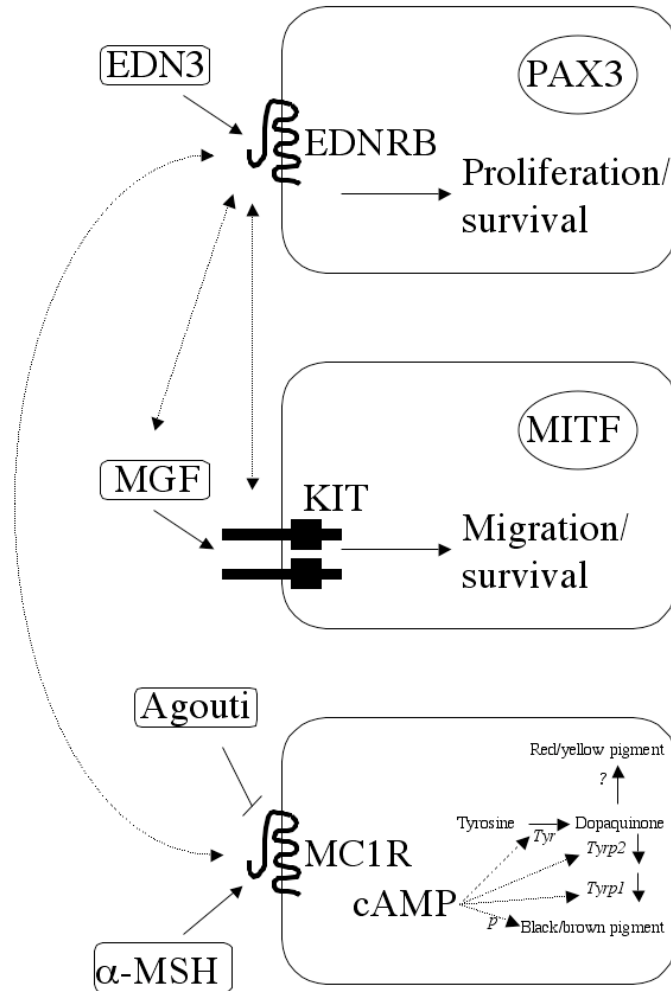 EDN3
PAX3
EDNRB
Proliferation/
survival
MITF
MGF
KIT
Migration/
survival
Agouti
Red/yellow pigment
?
Tyrosine
Dopaquinone
Tyr
Tyrp2
MC1R
cAMP
Tyrp1
p
Black/brown pigment
α-MSH